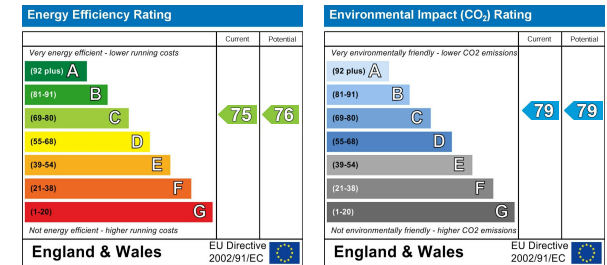 Energy Efficiency Rating
Current Potential
Very energy efficient - lower running costs
(92 plus) A
(81-91) B
(69-80) C
75 76
(55-68) D
(39-54) E
(21-38) F
(1-20) G
Not energy efficient - higher running costs
England & Wales
EU Directive
2002/91/EC
Environmental Impact (CO2) Rating
Current Potential
Very environmentally friendly - lower CO2 emissions
(92 plus) A
(81-91) B
79 79
(69-80) C
(55-68) D
(39-54) E
(21-38) F
(1-20) G
Not environmentally friendly - higher CO2 emissions
England & Wales
EU Directive
2002/91/EC